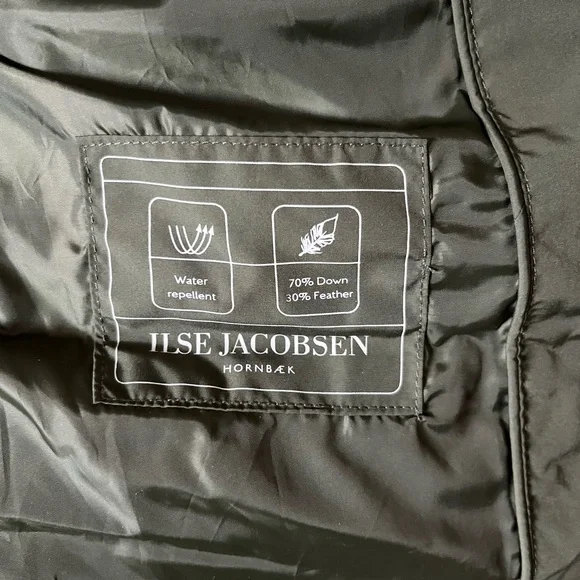 Water
repellent
70% Down
30% Feather
ILSE JACOBSEN
HORNBÆK